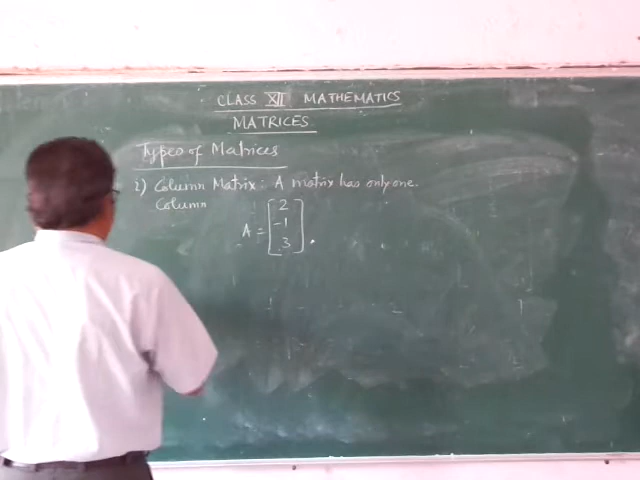 CLASS XII MATHEMATICS
MATRICES
Types of Matrices
2) Column Matrix: A matrix has only one.
Column
A = [2
-1
3].